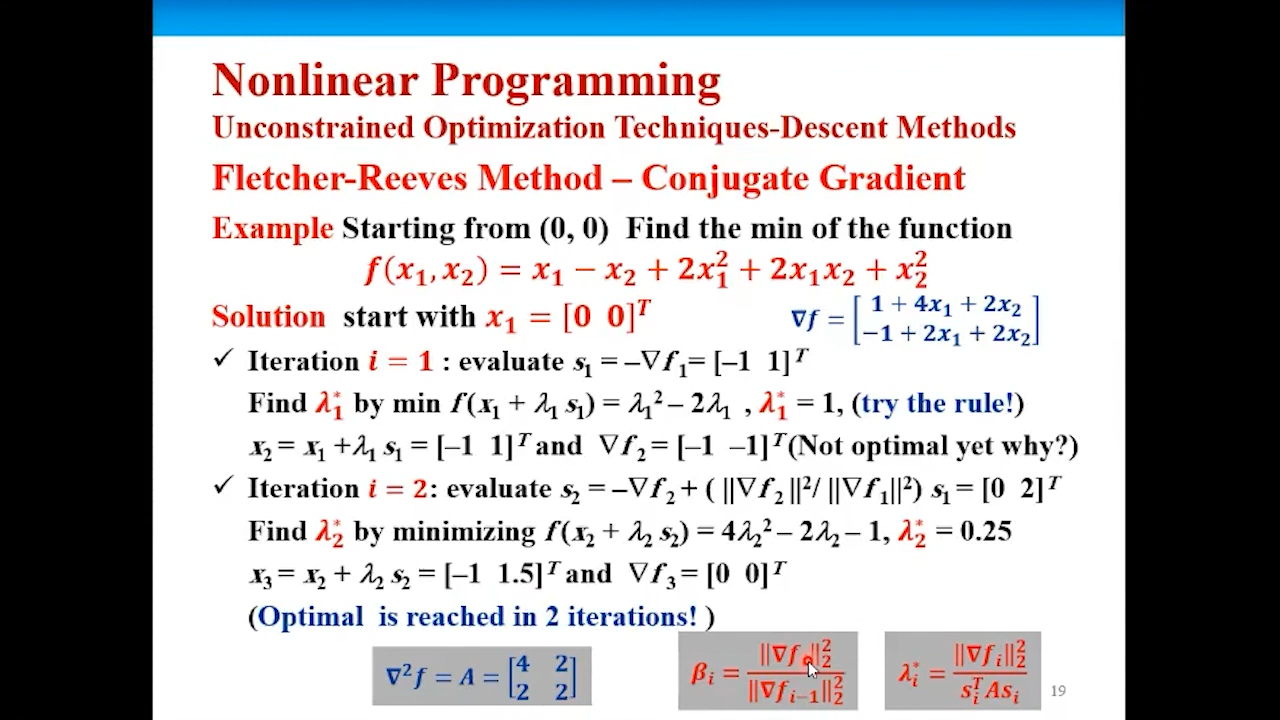 Nonlinear Programming
Unconstrained Optimization Techniques-Descent Methods
Fletcher-Reeves Method – Conjugate Gradient
Example Starting from (0, 0) Find the min of the function
f(x₁, x₂) = x₁ − x₂ + 2x₁² + 2x₁x₂ + x₂²
Solution start with x₁ = [0 0]ᵀ ∇f = [1 + 4x₁ + 2x₂
−1 + 2x₁ + 2x₂]
✓ Iteration i = 1 : evaluate s₁ = –∇f₁= [–1 1]ᵀ
Find λ₁* by min f(x₁ + λ₁ s₁) = λ₁² – 2λ₁ , λ₁* = 1, (try the rule!)
x₂ = x₁ +λ₁ s₁ = [–1 1]ᵀ and ∇f₂ = [–1 –1]ᵀ(Not optimal yet why?)
✓ Iteration i = 2: evaluate s₂ = –∇f₂ + ( ||∇f₂ ||²/ ||∇f₁||²) s₁ = [0 2]ᵀ
Find λ₂* by minimizing f(x₂ + λ₂ s₂) = 4λ₂² – 2λ₂ – 1, λ₂* = 0.25
x₃ = x₂ + λ₂ s₂ = [–1 1.5]ᵀ and ∇f₃ = [0 0]ᵀ
(Optimal is reached in 2 iterations! )
∇²f = A = [4 2
2 2]
βᵢ = ‖∇f ‖₂²
‖∇fᵢ₋₁‖₂²
λᵢ* = ‖∇fᵢ‖₂²
sᵢᵀAsᵢ
19